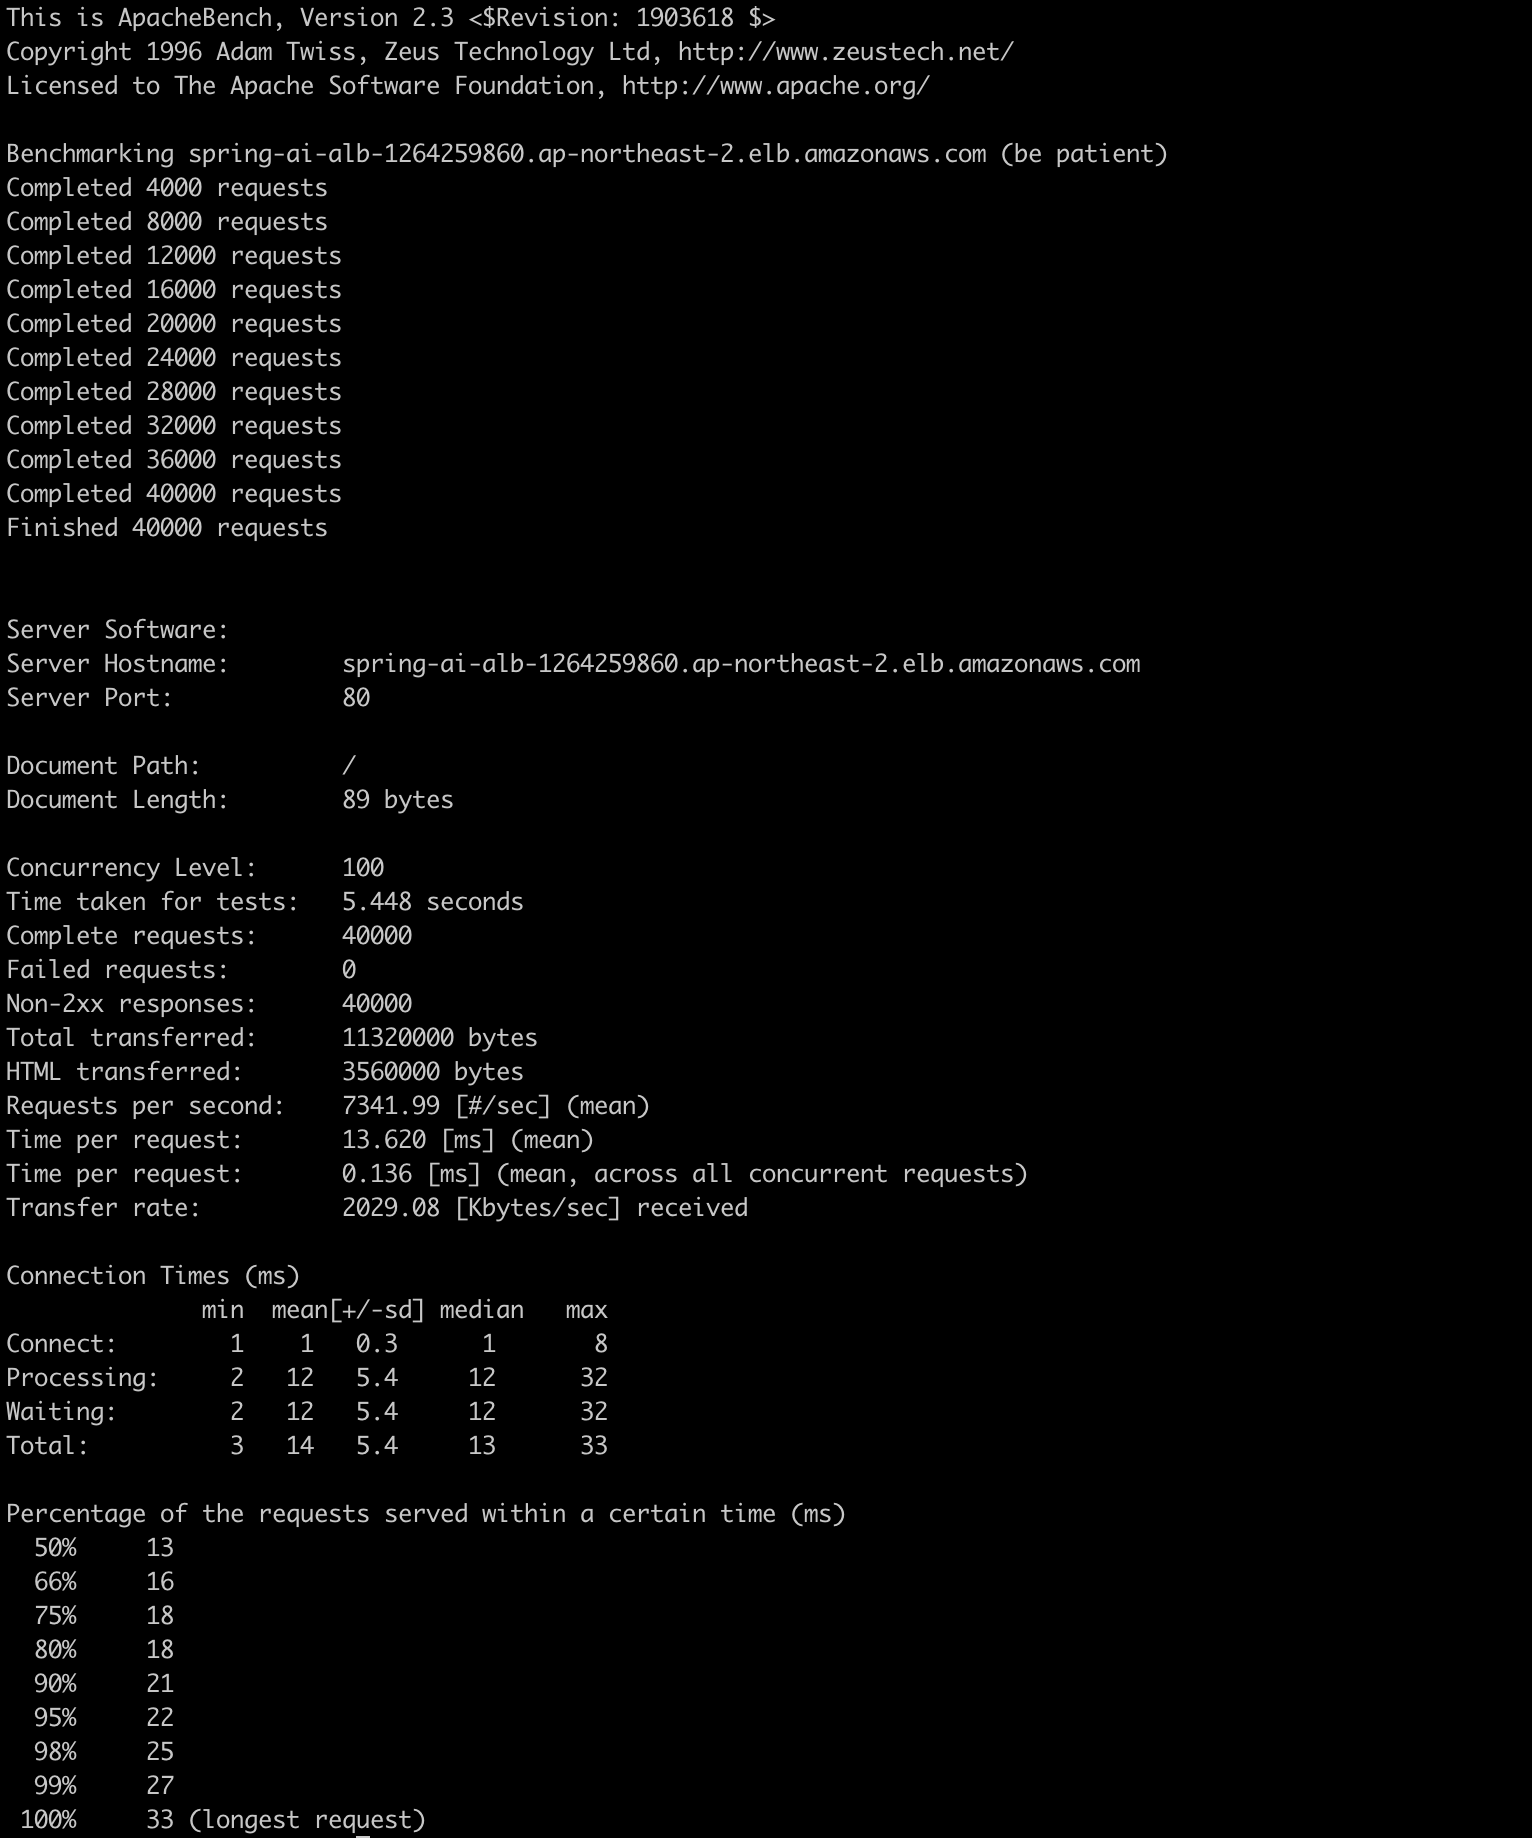 This is ApacheBench, Version 2.3 <$Revision: 1903618 $>
Copyright 1996 Adam Twiss, Zeus Technology Ltd, http://www.zeustech.net/
Licensed to The Apache Software Foundation, http://www.apache.org/

Benchmarking spring-ai-alb-1264259860.ap-northeast-2.elb.amazonaws.com (be patient)
Completed 4000 requests
Completed 8000 requests
Completed 12000 requests
Completed 16000 requests
Completed 20000 requests
Completed 24000 requests
Completed 28000 requests
Completed 32000 requests
Completed 36000 requests
Completed 40000 requests
Finished 40000 requests


Server Software:
Server Hostname:        spring-ai-alb-1264259860.ap-northeast-2.elb.amazonaws.com
Server Port:            80

Document Path:          /
Document Length:        89 bytes

Concurrency Level:      100
Time taken for tests:   5.448 seconds
Complete requests:      40000
Failed requests:        0
Non-2xx responses:      40000
Total transferred:      11320000 bytes
HTML transferred:       3560000 bytes
Requests per second:    7341.99 [#/sec] (mean)
Time per request:       13.620 [ms] (mean)
Time per request:       0.136 [ms] (mean, across all concurrent requests)
Transfer rate:          2029.08 [Kbytes/sec] received

Connection Times (ms)
              min  mean[+/-sd] median   max
Connect:        1    1   0.3      1       8
Processing:     2   12   5.4     12      32
Waiting:        2   12   5.4     12      32
Total:          3   14   5.4     13      33

Percentage of the requests served within a certain time (ms)
  50%     13
  66%     16
  75%     18
  80%     18
  90%     21
  95%     22
  98%     25
  99%     27
 100%     33 (longest request)